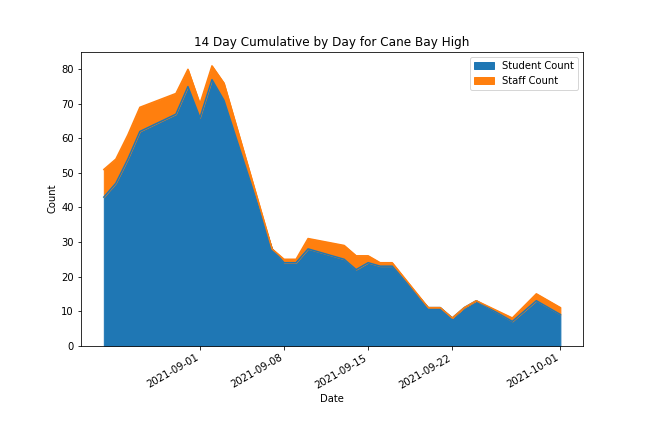 14 Day Cumulative by Day for Cane Bay High
Student Count
Staff Count
80
70
60
50
40
30
20
10
0
Count
2021-09-01
2021-09-08
2021-09-15
2021-09-22
2021-10-01
Date